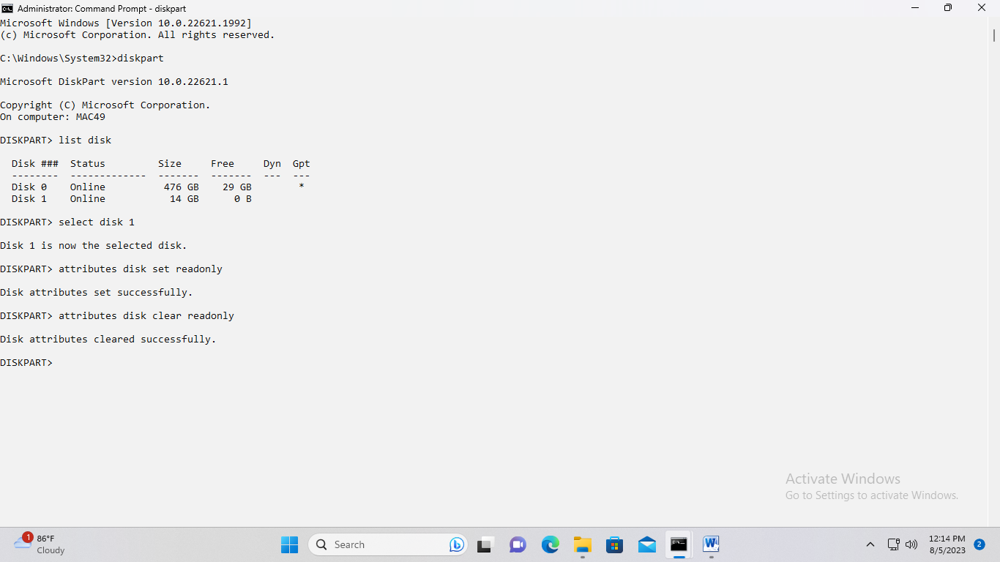 Administrator: Command Prompt - diskpart
Microsoft Windows [Version 10.0.22621.1992]
(c) Microsoft Corporation. All rights reserved.
C:\Windows\System32>diskpart
Microsoft DiskPart version 10.0.22621.1
Copyright (C) Microsoft Corporation.
On computer: MAC49
DISKPART> list disk
  Disk ###  Status         Size     Free     Dyn  Gpt
  --------  -------------  -------  -------  ---  ---
  Disk 0    Online          476 GB    29 GB        *
  Disk 1    Online           14 GB      0 B
DISKPART> select disk 1
Disk 1 is now the selected disk.
DISKPART> attributes disk set readonly
Disk attributes set successfully.
DISKPART> attributes disk clear readonly
Disk attributes cleared successfully.
DISKPART>
Activate Windows
Go to Settings to activate Windows.
1
86°F
Cloudy
Search
12:14 PM
8/5/2023
2